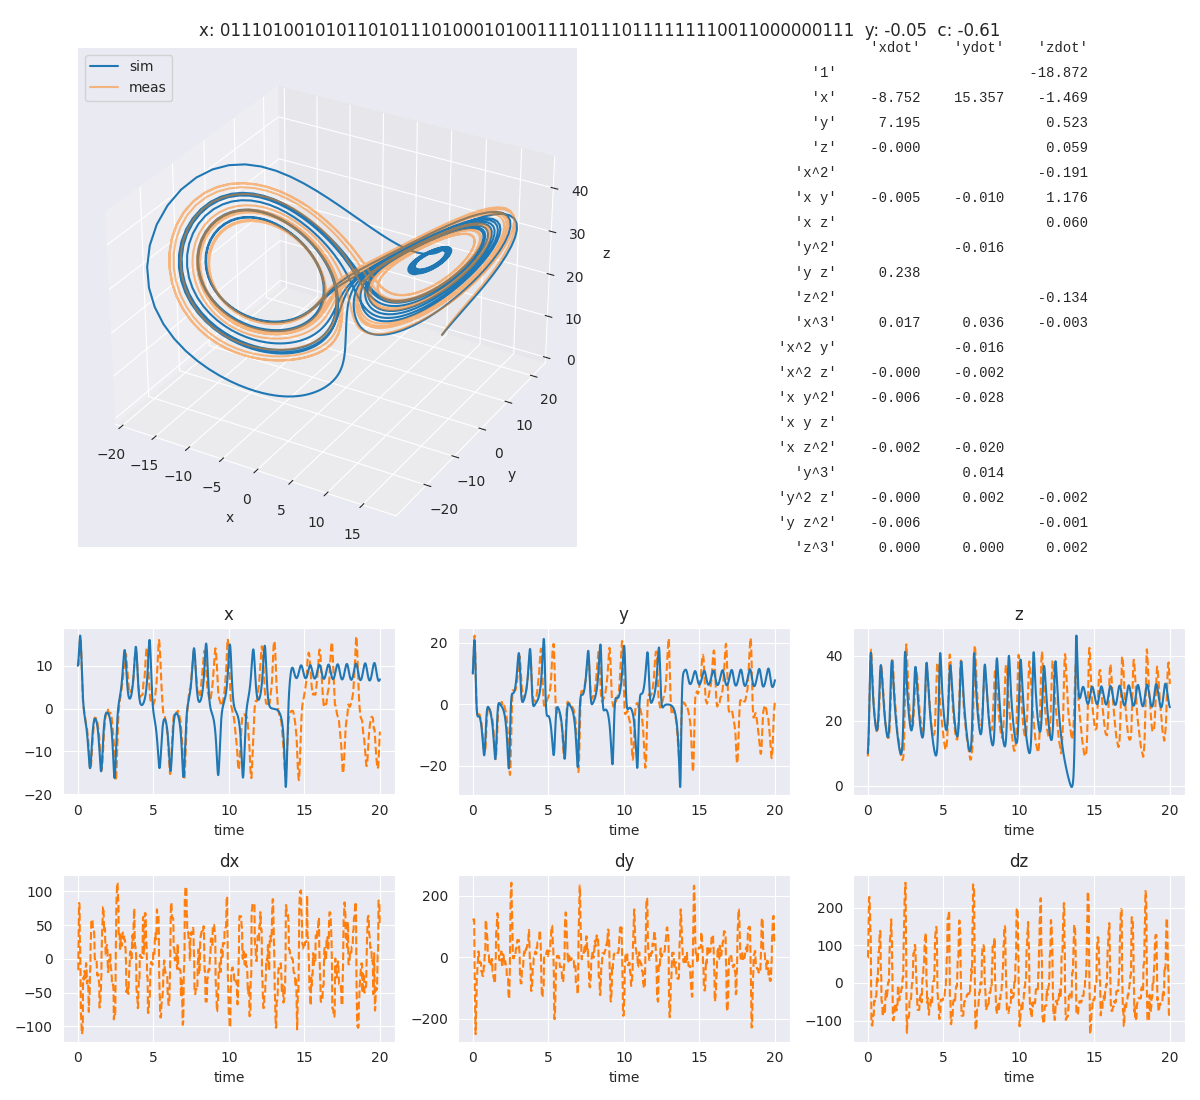 x: 011101001010110101110100010100111101110111111110011000000111  y: -0.05  c: -0.61
sim
meas
40
30
20
10
0
z
20
10
0
−10
−20
y
−20
−15
−10
−5
0
5
10
15
x
'xdot' 'ydot' 'zdot'
'1' -18.872
'x' -8.752 15.357 -1.469
'y' 7.195 0.523
'z' -0.000 0.059
'x^2' -0.191
'x y' -0.005 -0.010 1.176
'x z' 0.060
'y^2' -0.016
'y z' 0.238
'z^2' -0.134
'x^3' 0.017 0.036 -0.003
'x^2 y' -0.016
'x^2 z' -0.000 -0.002
'x y^2' -0.006 -0.028
'x y z'
'x z^2' -0.002 -0.020
'y^3' 0.014
'y^2 z' -0.000 0.002 -0.002
'y z^2' -0.006 -0.001
'z^3' 0.000 0.000 0.002
x
10
0
−10
−20
0 5 10 15 20
time
y
20
0
−20
0 5 10 15 20
time
z
40
20
0
0 5 10 15 20
time
dx
100
50
0
−50
−100
0 5 10 15 20
time
dy
200
0
−200
0 5 10 15 20
time
dz
200
100
0
−100
0 5 10 15 20
time